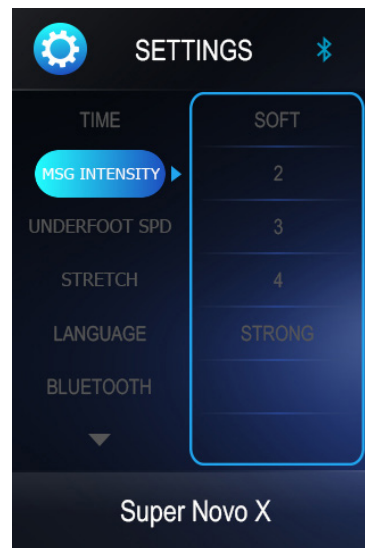 SETTINGS
TIME
MSG INTENSITY
UNDERFOOT SPD
STRETCH
LANGUAGE
BLUETOOTH
SOFT
2
3
4
STRONG
Super Novo X